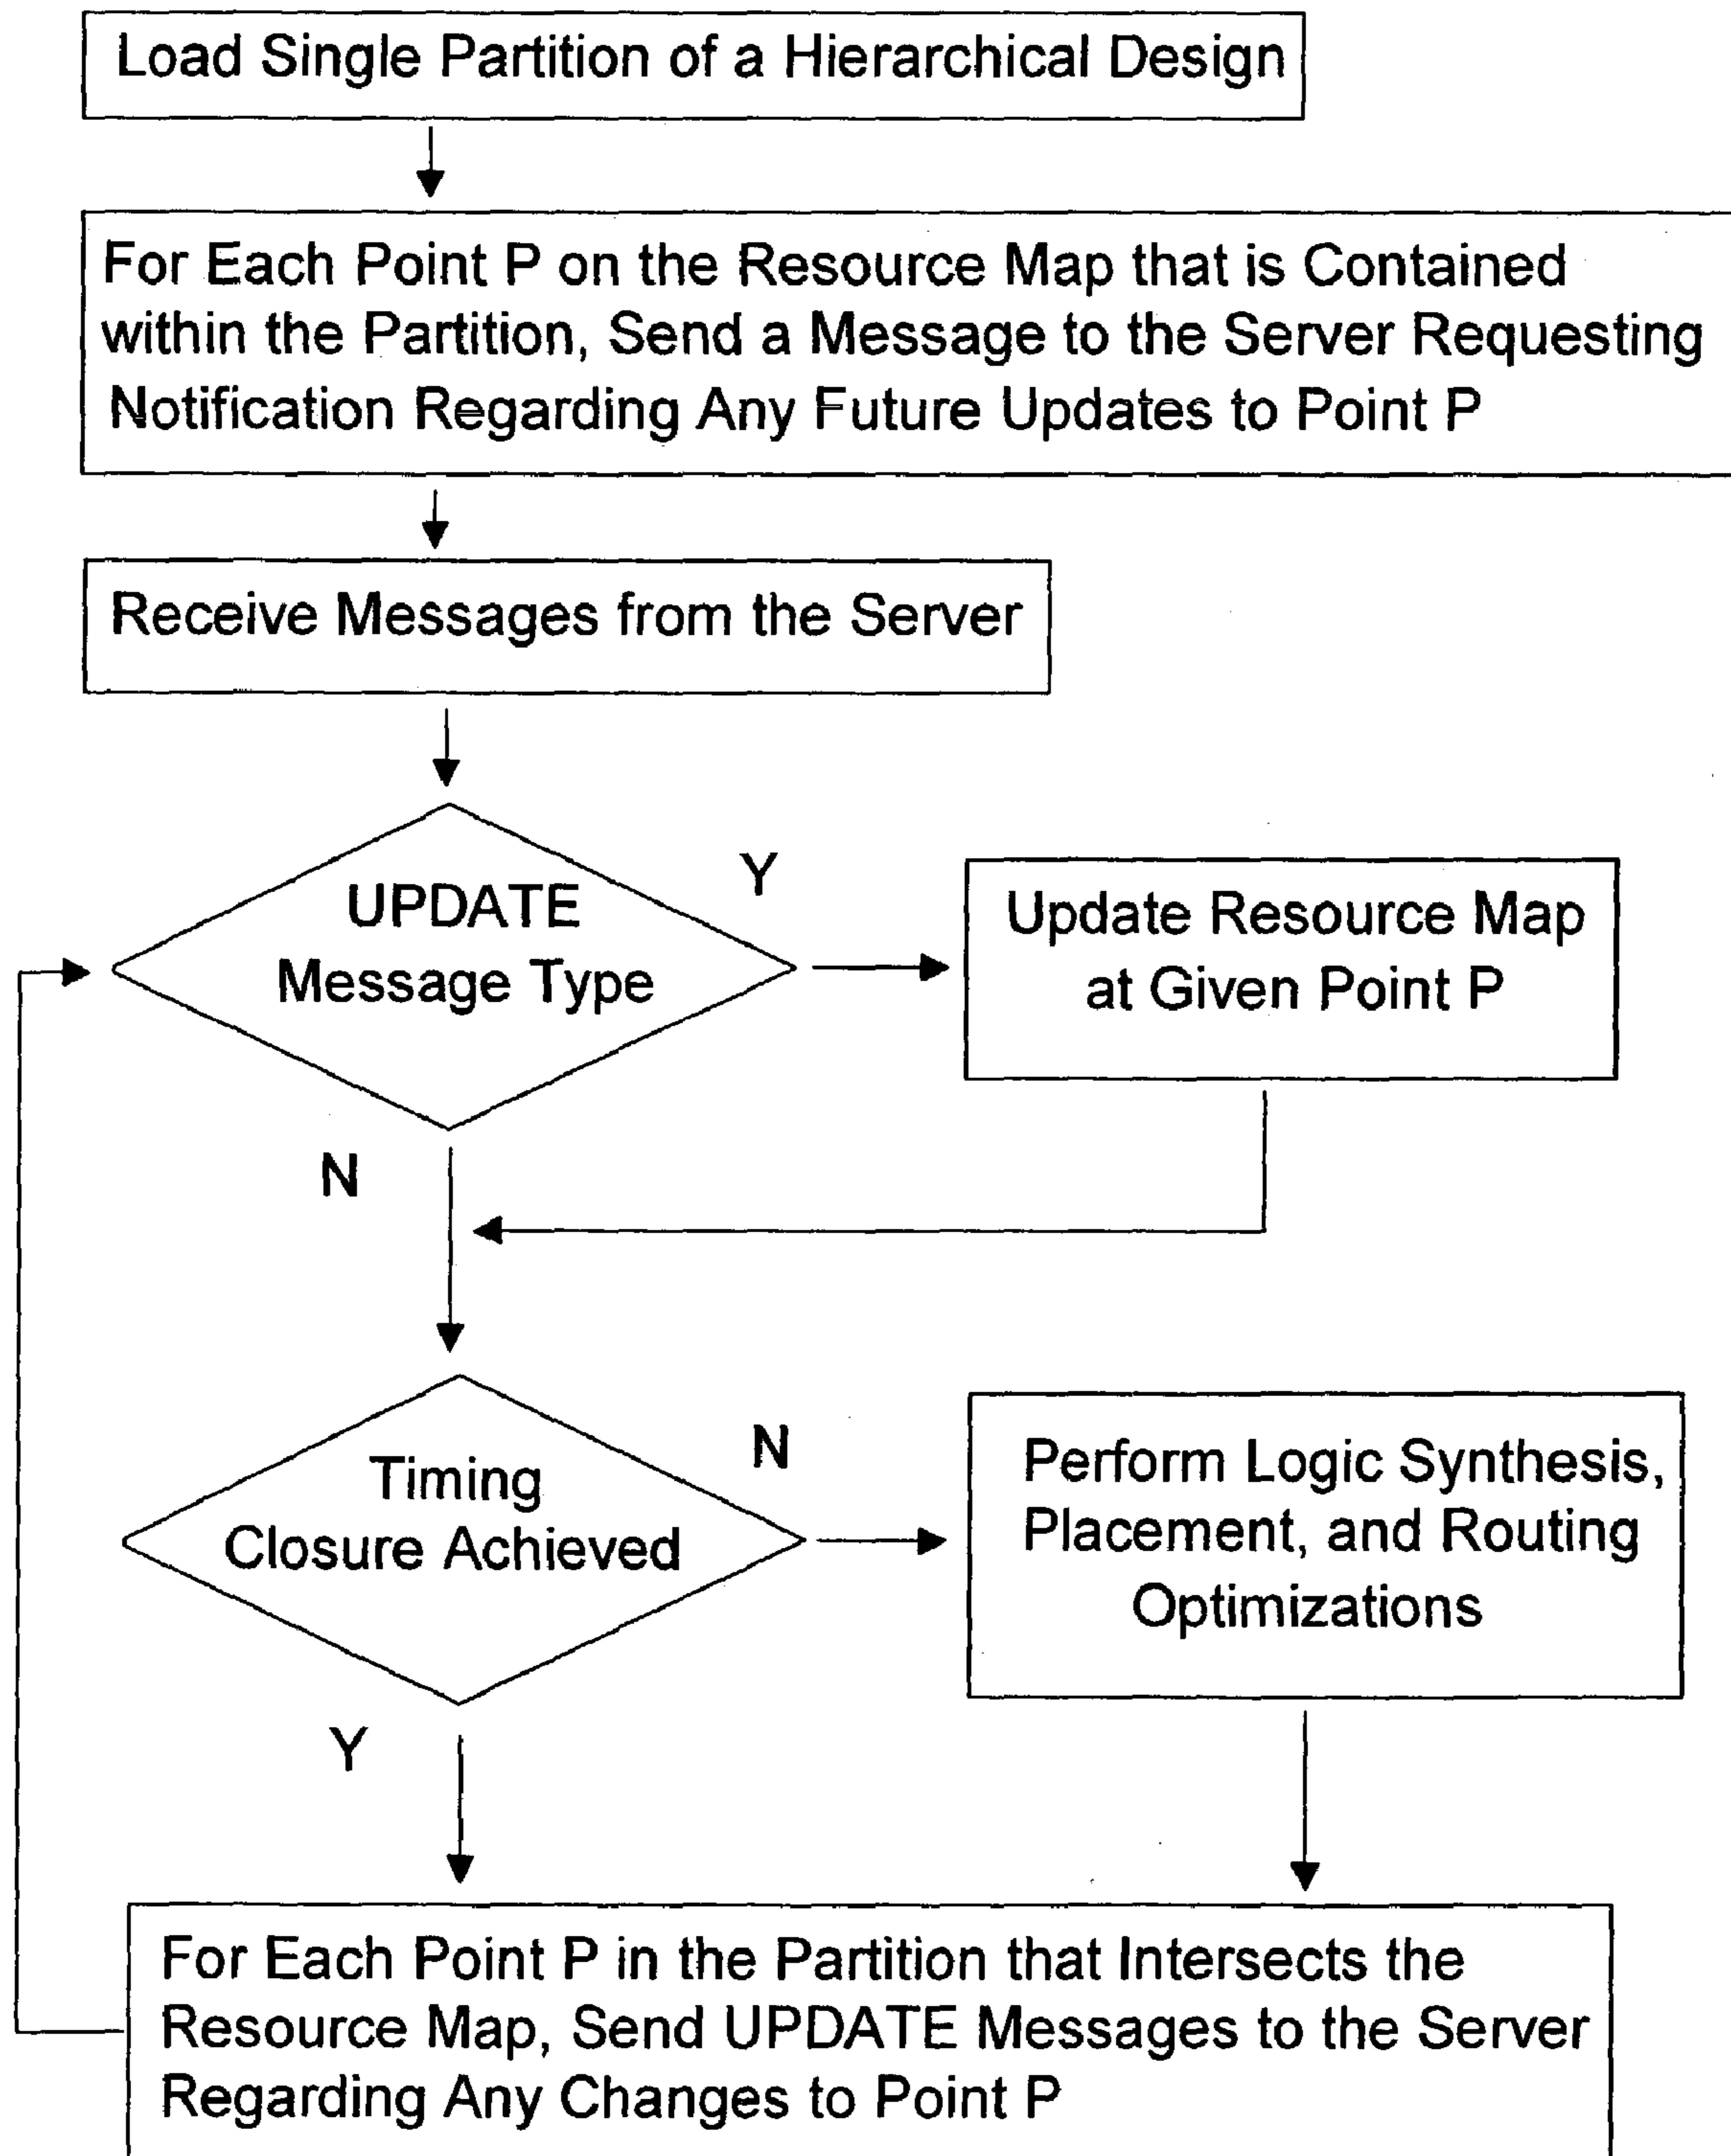 Load Single Partition of a Hierarchical Design
For Each Point P on the Resource Map that is Contained
within the Partition, Send a Message to the Server Requesting
Notification Regarding Any Future Updates to Point P
Receive Messages from the Server
UPDATE
Message Type
Y
Update Resource Map
at Given Point P
N
Timing
Closure Achieved
N
Perform Logic Synthesis,
Placement, and Routing
Optimizations
Y
For Each Point P in the Partition that Intersects the
Resource Map, Send UPDATE Messages to the Server
Regarding Any Changes to Point P